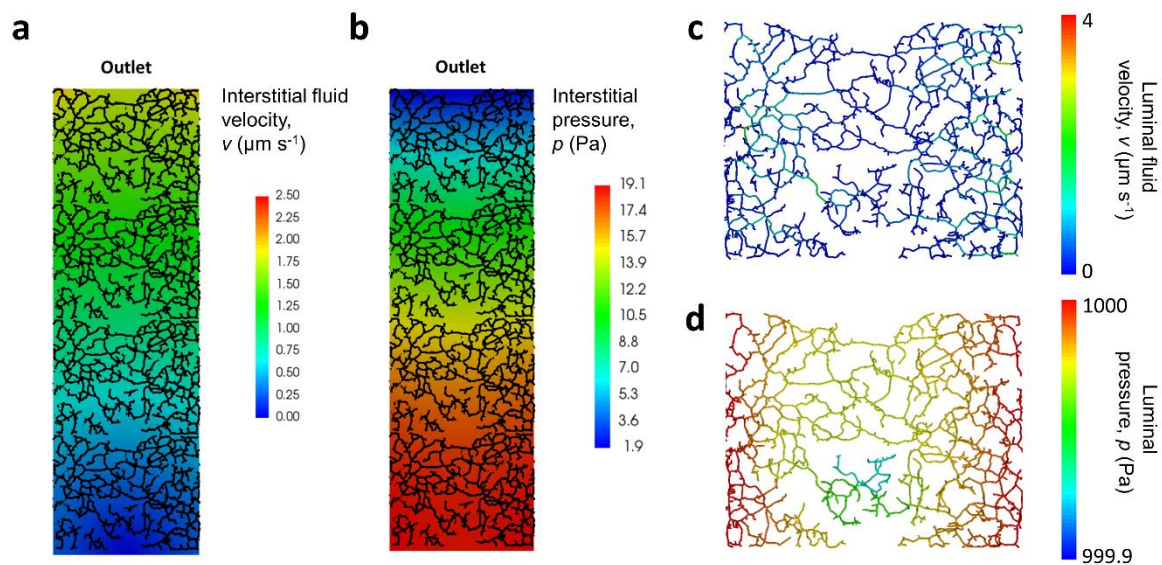 a
Outlet
Interstitial fluid
velocity,
v (μm s⁻¹)
2.50
2.25
2.00
1.75
1.50
1.25
1.00
0.75
0.50
0.25
0.00
b
Outlet
Interstitial
pressure,
p (Pa)
19.1
17.4
15.7
13.9
12.2
10.5
8.8
7.0
5.3
3.6
1.9
c
4
Luminal fluid
velocity, v (μm s⁻¹)
0
d
1000
Luminal
pressure, p (Pa)
999.9